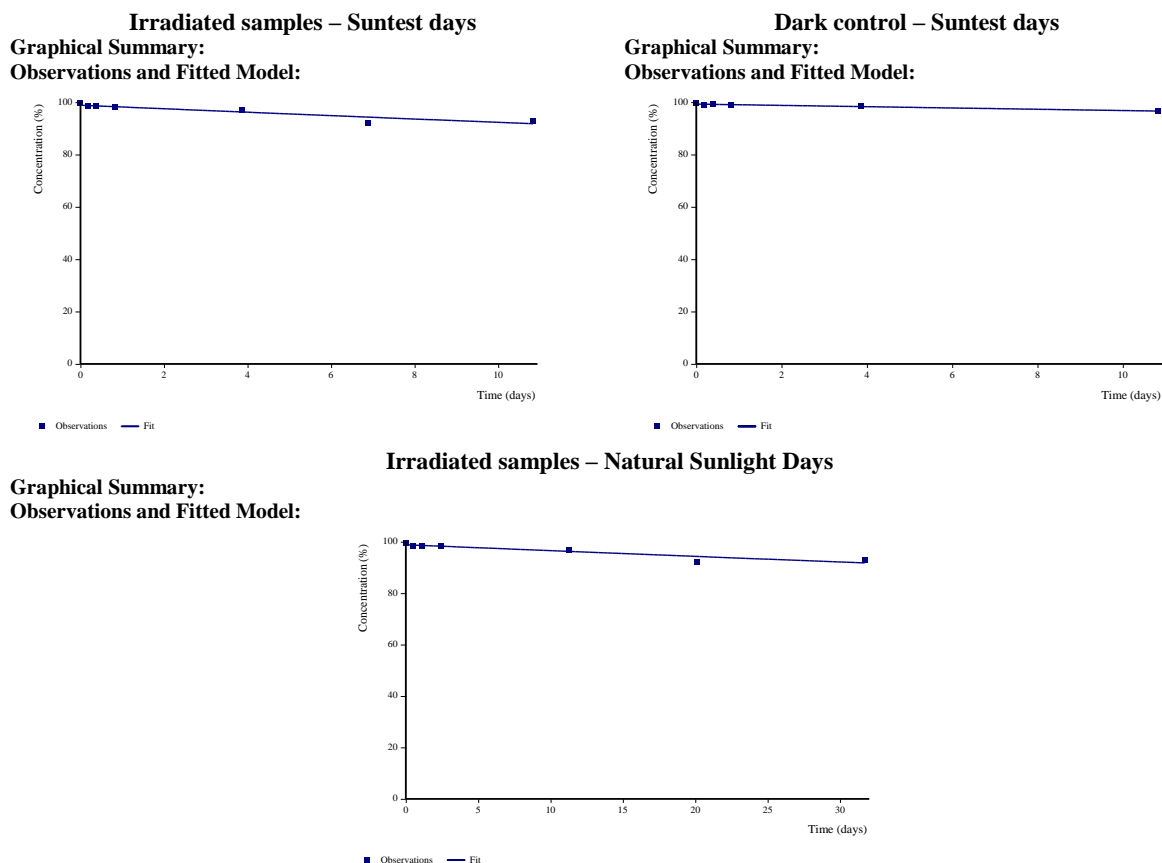 Irradiated samples – Suntest days
Graphical Summary:
Observations and Fitted Model:
Concentration (%)
100
80
60
40
20
0
0 2 4 6 8 10
Time (days)
Observations Fit
Dark control – Suntest days
Graphical Summary:
Observations and Fitted Model:
Concentration (%)
100
80
60
40
20
0
0 2 4 6 8 10
Time (days)
Observations Fit
Irradiated samples – Natural Sunlight Days
Graphical Summary:
Observations and Fitted Model:
Concentration (%)
100
80
60
40
20
0
0 5 10 15 20 25 30
Time (days)
Observations Fit